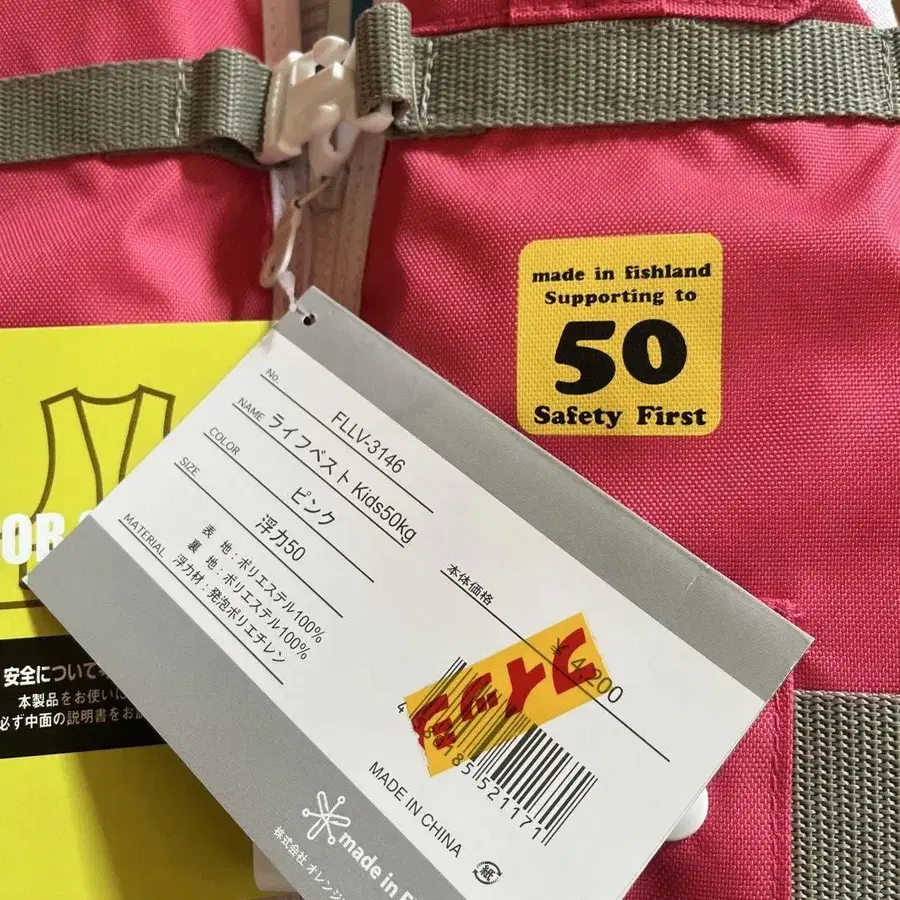 made in fishland
Supporting to
50
Safety First
No.
FLLV-3146
NAME
ライフベスト Kids50kg
COLOR
ピンク
SIZE
浮力50
MATERIAL
表 地:ポリエステル100%
裏 地:ポリエステル100%
浮力材:発泡ポリエチレン
本体価格
4,200
MADE IN CHINA
紙
made in F
株式会社 オレンジ
OR
安全について
本製品をお使いに
必ず中面の説明書をお読